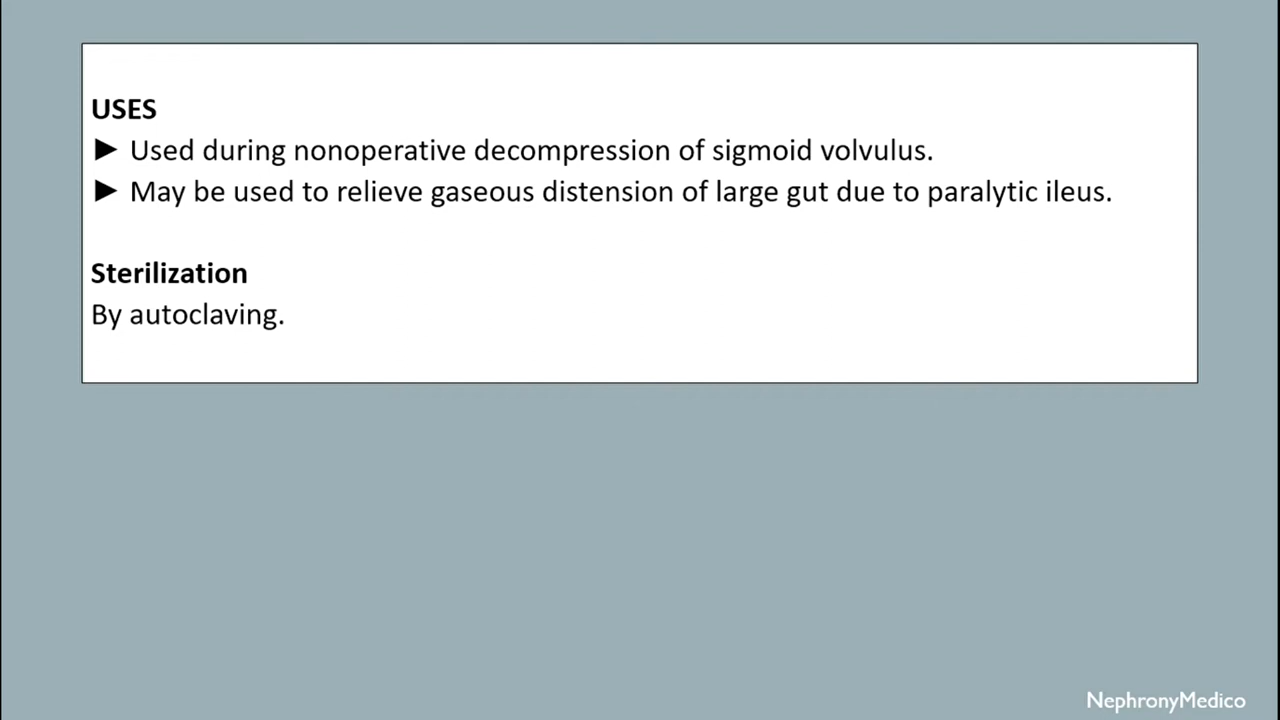 USES
► Used during nonoperative decompression of sigmoid volvulus.
► May be used to relieve gaseous distension of large gut due to paralytic ileus.
Sterilization
By autoclaving.
NephronyMedico